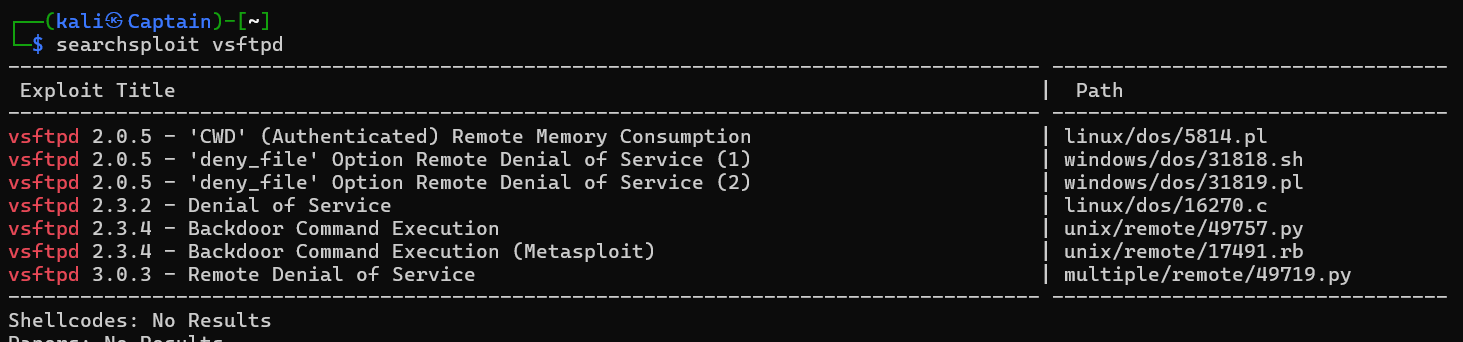 ┌──(kali㉿Captain)-[~]
└─$ searchsploit vsftpd
Exploit Title | Path
vsftpd 2.0.5 - 'CWD' (Authenticated) Remote Memory Consumption | linux/dos/5814.pl
vsftpd 2.0.5 - 'deny_file' Option Remote Denial of Service (1) | windows/dos/31818.sh
vsftpd 2.0.5 - 'deny_file' Option Remote Denial of Service (2) | windows/dos/31819.pl
vsftpd 2.3.2 - Denial of Service | linux/dos/16270.c
vsftpd 2.3.4 - Backdoor Command Execution | unix/remote/49757.py
vsftpd 2.3.4 - Backdoor Command Execution (Metasploit) | unix/remote/17491.rb
vsftpd 3.0.3 - Remote Denial of Service | multiple/remote/49719.py
Shellcodes: No Results
Papers: No Results